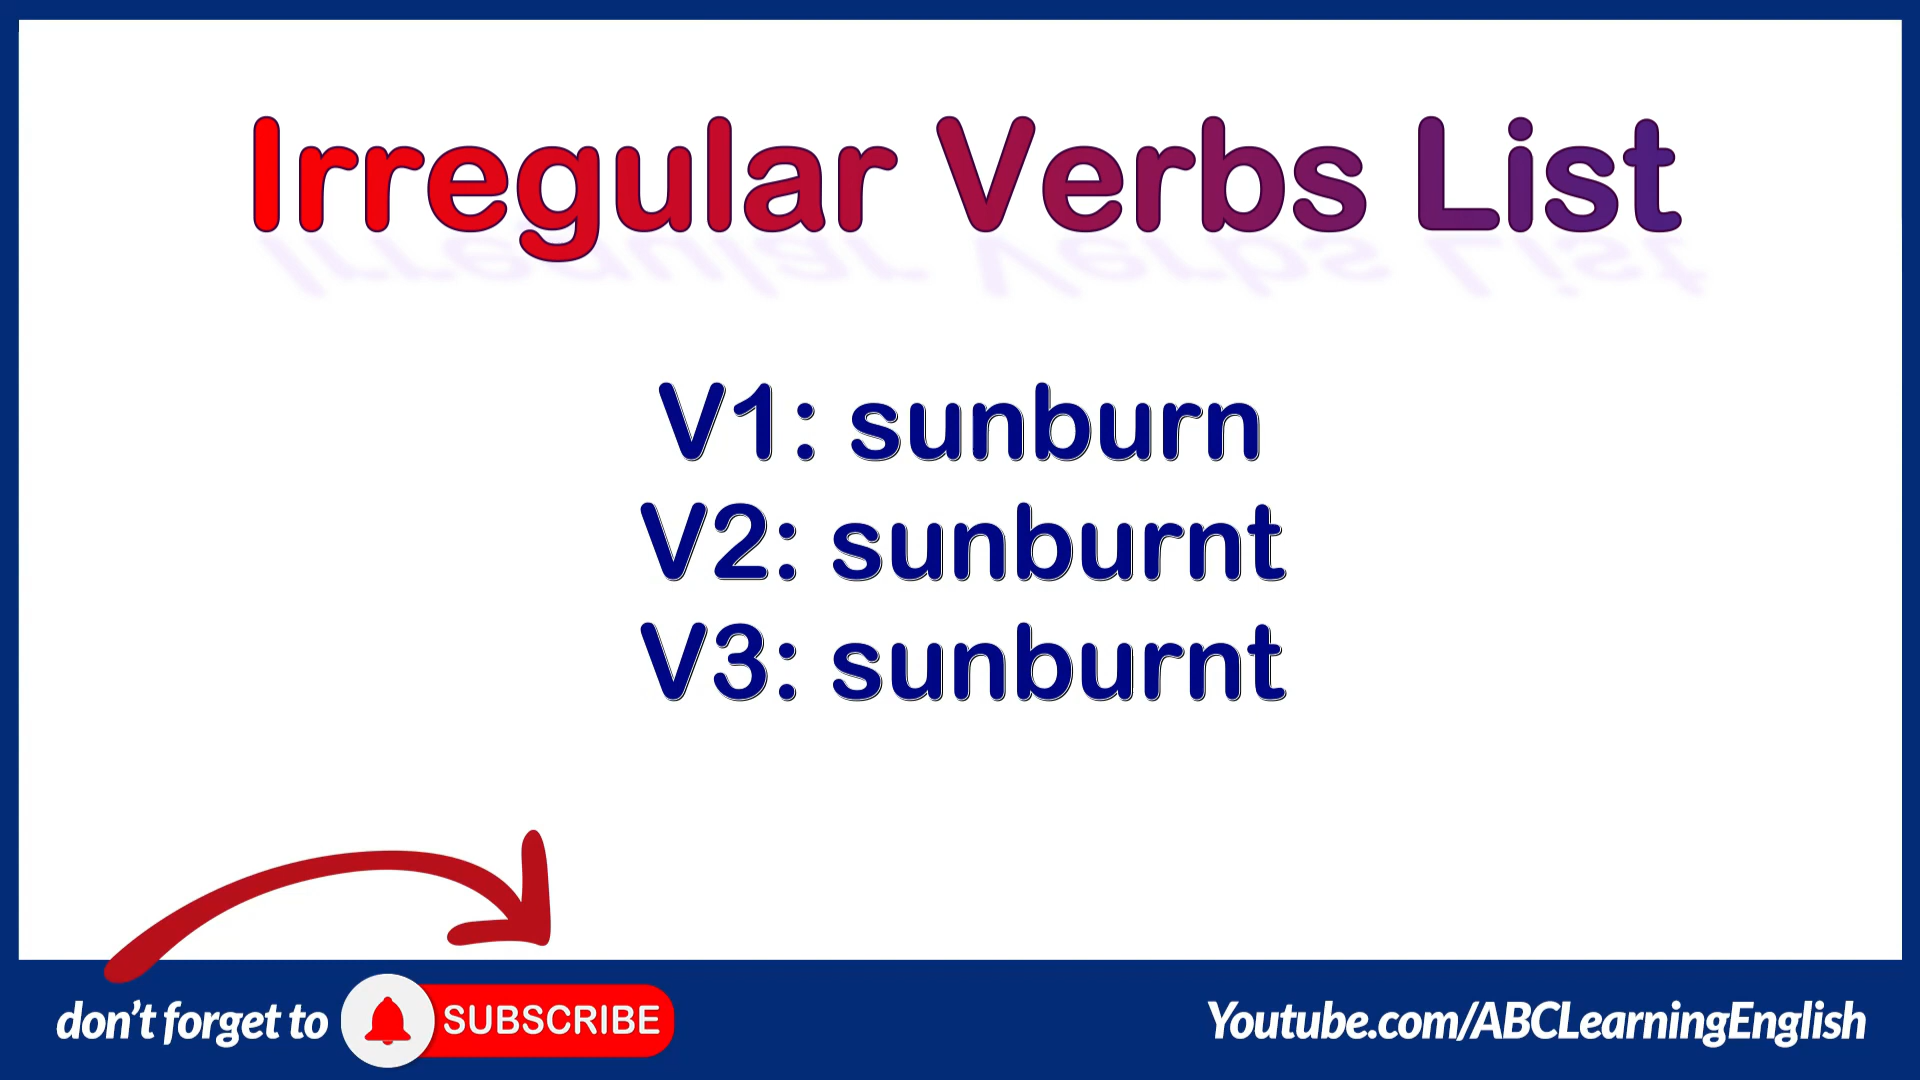 Irregular Verbs List
V1: sunburn
V2: sunburnt
V3: sunburnt
don't forget to SUBSCRIBE
Youtube.com/ABCLearningEnglish